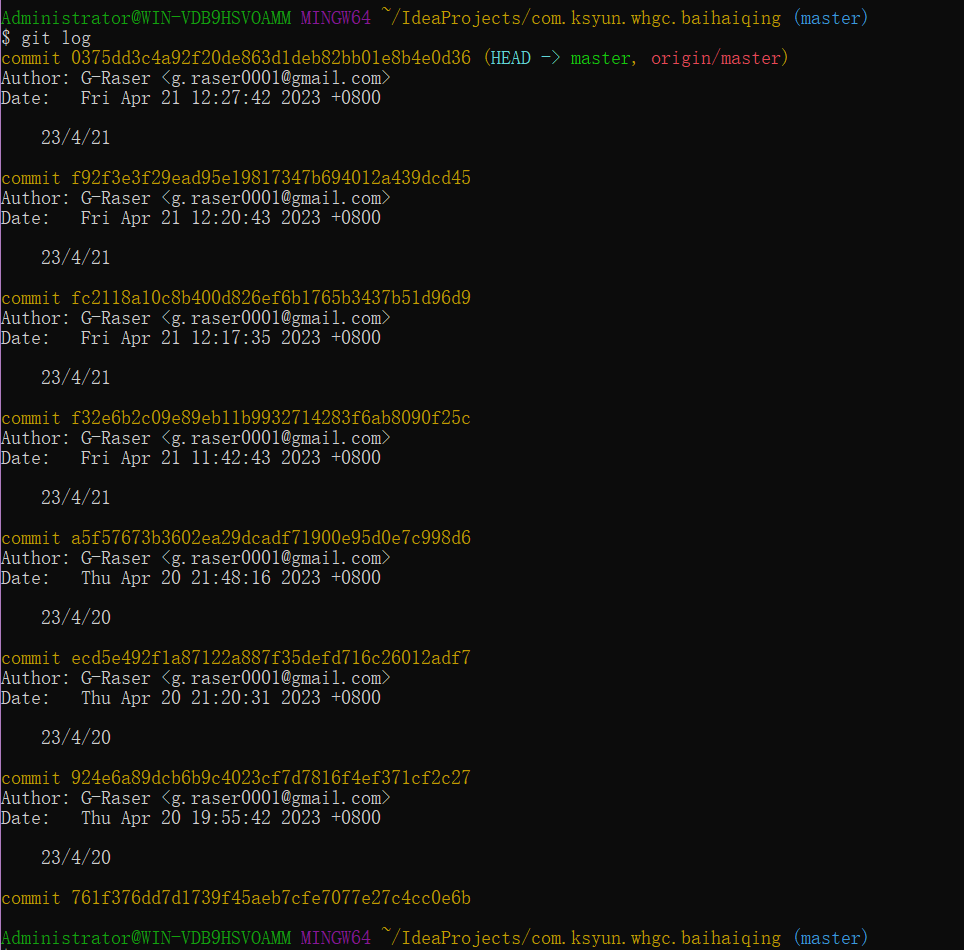 Administrator@WIN-VDB9HSVOAMM MINGW64 ~/IdeaProjects/com.ksyun.whgc.baihaiqing (master)
$ git log
commit 0375dd3c4a92f20de863d1deb82bb01e8b4e0d36 (HEAD -> master, origin/master)
Author: G-Raser <g.raser0001@gmail.com>
Date:   Fri Apr 21 12:27:42 2023 +0800
23/4/21
commit f92f3e3f29ead95e19817347b694012a439dcd45
Author: G-Raser <g.raser0001@gmail.com>
Date:   Fri Apr 21 12:20:43 2023 +0800
23/4/21
commit fc2118a10c8b400d826ef6b1765b3437b51d96d9
Author: G-Raser <g.raser0001@gmail.com>
Date:   Fri Apr 21 12:17:35 2023 +0800
23/4/21
commit f32e6b2c09e89eb11b9932714283f6ab8090f25c
Author: G-Raser <g.raser0001@gmail.com>
Date:   Fri Apr 21 11:42:43 2023 +0800
23/4/21
commit a5f57673b3602ea29dcadf71900e95d0e7c998d6
Author: G-Raser <g.raser0001@gmail.com>
Date:   Thu Apr 20 21:48:16 2023 +0800
23/4/20
commit ecd5e492f1a87122a887f35defd716c26012adf7
Author: G-Raser <g.raser0001@gmail.com>
Date:   Thu Apr 20 21:20:31 2023 +0800
23/4/20
commit 924e6a89dcb6b9c4023cf7d7816f4ef371cf2c27
Author: G-Raser <g.raser0001@gmail.com>
Date:   Thu Apr 20 19:55:42 2023 +0800
23/4/20
commit 761f376dd7d1739f45aeb7cfe7077e27c4cc0e6b
Administrator@WIN-VDB9HSVOAMM MINGW64 ~/IdeaProjects/com.ksyun.whgc.baihaiqing (master)